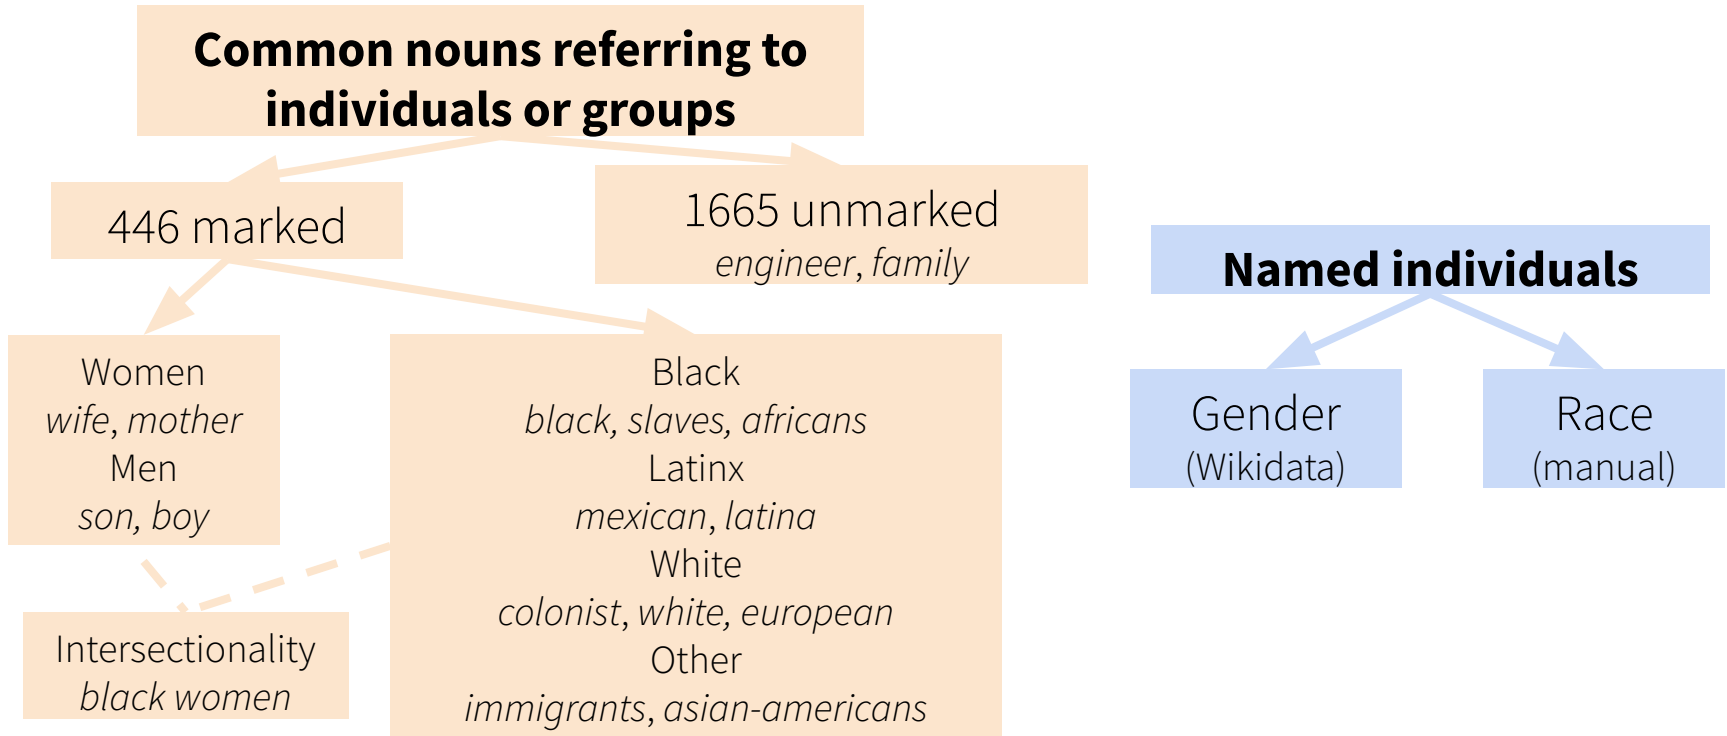 Common nouns referring to
individuals or groups
446 marked
1665 unmarked
engineer, family
Women
wife, mother
Men
son, boy
Black
black, slaves, africans
Latinx
mexican, latina
White
colonist, white, european
Other
immigrants, asian-americans
Intersectionality
black women
Named individuals
Gender
(Wikidata)
Race
(manual)